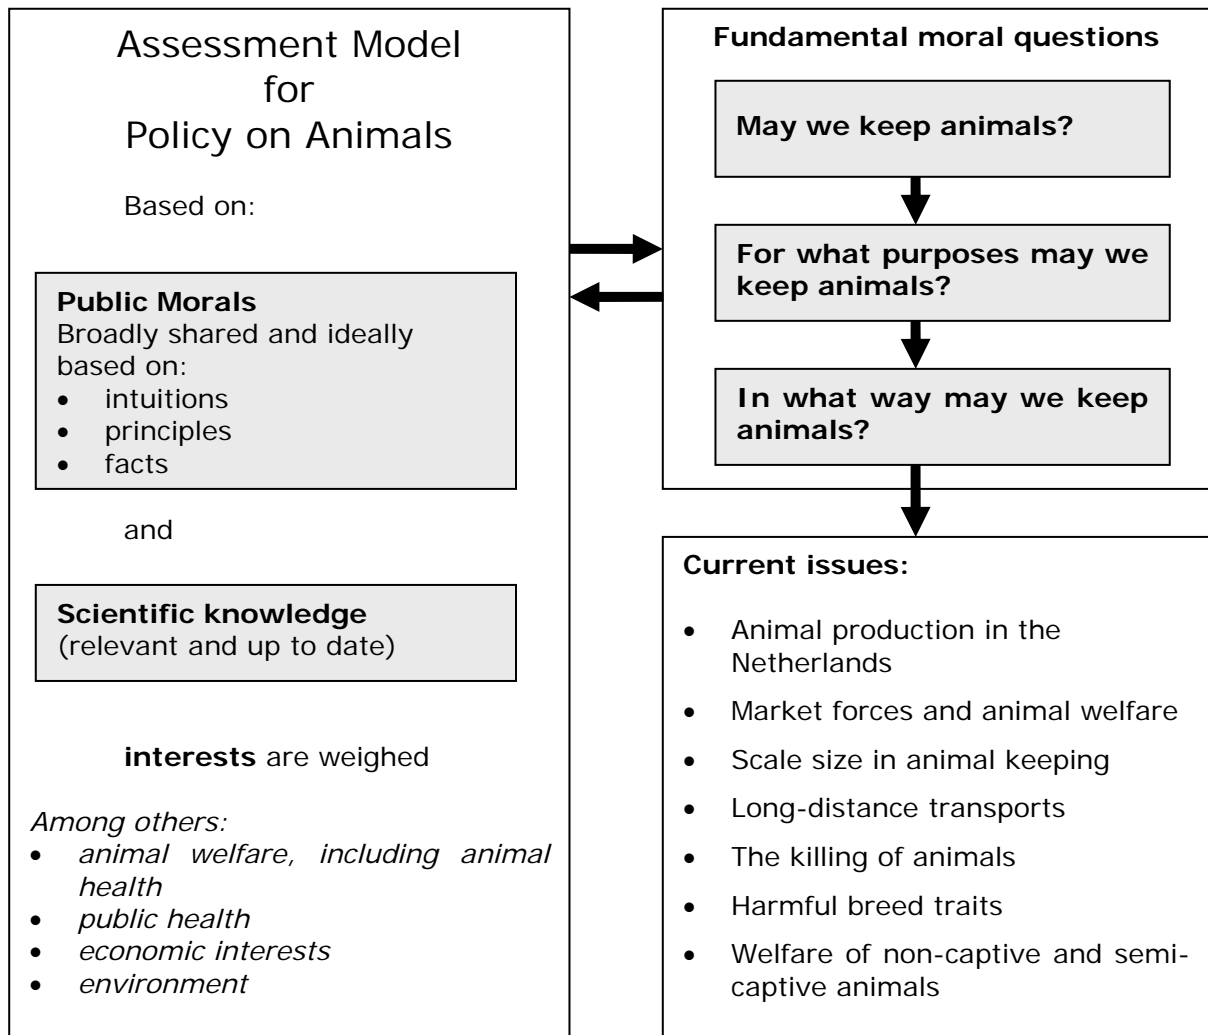 Assessment Model
for
Policy on Animals
Based on:
Public Morals
Broadly shared and ideally
based on:
• intuitions
• principles
• facts
and
Scientific knowledge
(relevant and up to date)
interests are weighed
Among others:
• animal welfare, including animal
health
• public health
• economic interests
• environment
Fundamental moral questions
May we keep animals?
For what purposes may we
keep animals?
In what way may we keep
animals?
Current issues:
• Animal production in the
Netherlands
• Market forces and animal welfare
• Scale size in animal keeping
• Long-distance transports
• The killing of animals
• Harmful breed traits
• Welfare of non-captive and semi-
captive animals